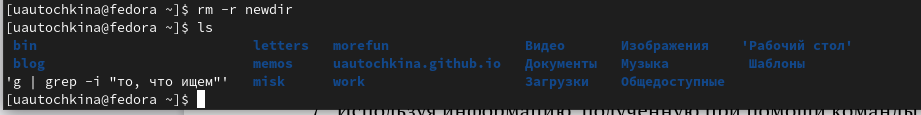 [uautochkina@fedora ~]$ rm -r newdir
[uautochkina@fedora ~]$ ls
bin letters morefun Видео Изображения 'Рабочий стол'
blog memos uautochkina.github.io Документы Музыка Шаблоны
'g | grep -i "то, что ищем"' misk work Загрузки Общедоступные
[uautochkina@fedora ~]$
используя информацию, полученную при помощи команды